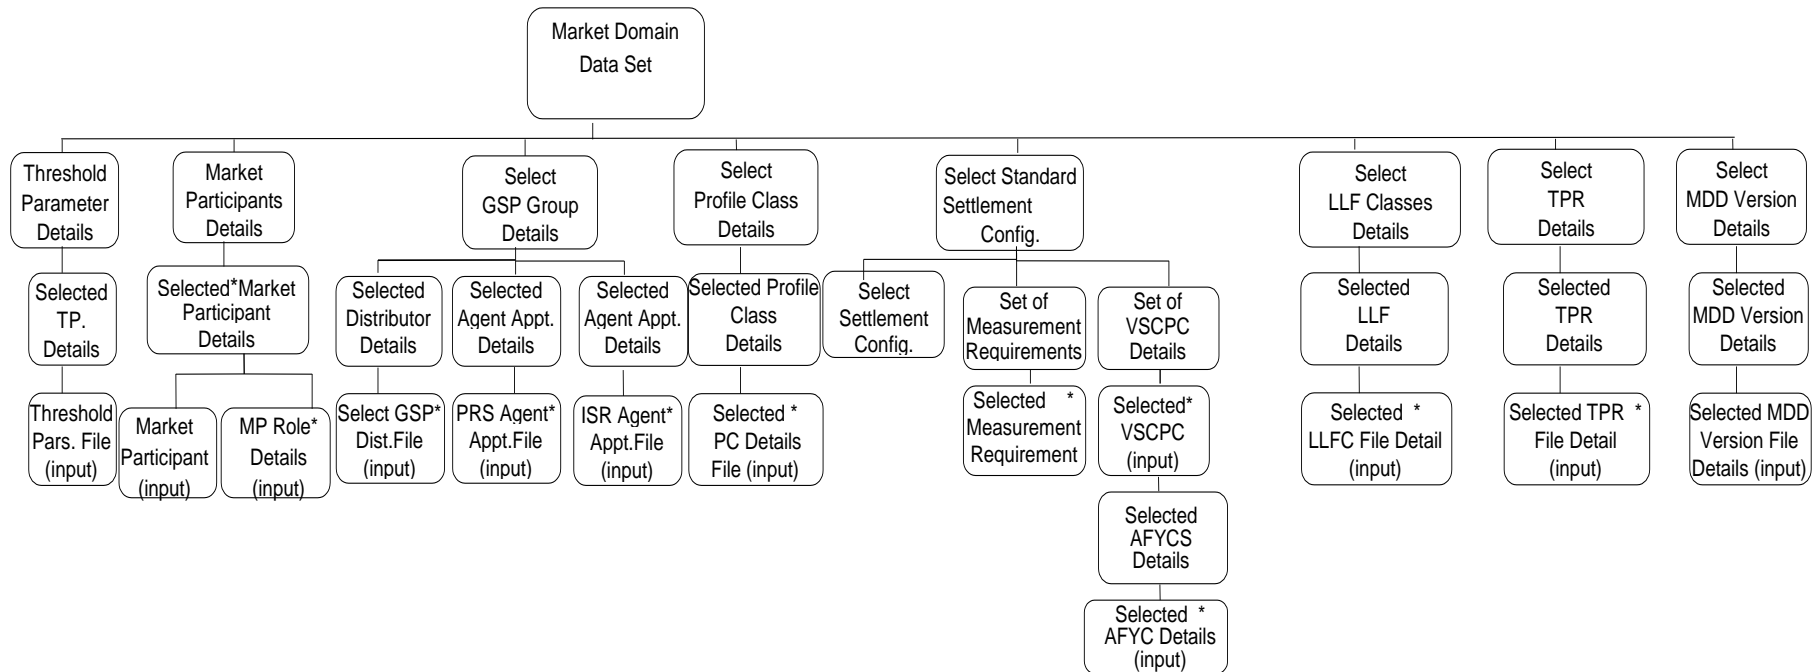 Market Domain
Data Set
Threshold
Parameter
Details
Market
Participants
Details
Select
GSP Group
Details
Select
Profile Class
Details
Select Standard
Settlement
Config.
Select
LLF Classes
Details
Select
TPR
Details
Select
MDD Version
Details
Selected
TP.
Details
Selected*Market
Participant
Details
Selected
Distributor
Details
Selected
Agent Appt.
Details
Selected
Agent Appt.
Details
Selected Profile
Class
Details
Select
Settlement
Config.
Set of
Measurement
Requirements
Set of
VSCPC
Details
Selected
LLF
Details
Selected
TPR
Details
Selected
MDD Version
Details
Threshold
Pars. File
(input)
Market
Participant
(input)
MP Role*
Details
(input)
Select GSP*
Dist.File
(input)
PRS Agent*
Appt.File
(input)
ISR Agent*
Appt.File
(input)
Selected *
PC Details
File (input)
Selected *
Measurement
Requirement
Selected*
VSCPC
(input)
Selected *
LLFC File Detail
(input)
Selected TPR *
File Detail
(input)
Selected MDD
Version File
Details (input)
Selected
AFYCS
Details
Selected *
AFYC Details
(input)